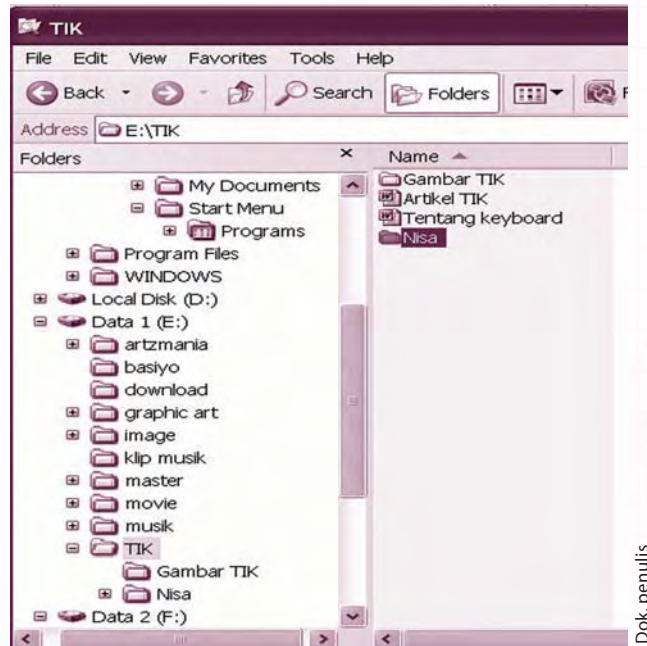 TIK
File Edit View Favorites Tools Help
Back Search Folders
Address E:\TIK
Folders
My Documents
Start Menu
Programs
Program Files
WINDOWS
Local Disk (D:)
Data 1 (E:)
artzmania
basiyo
download
graphic art
image
klip musik
master
movie
musik
TIK
Gambar TIK
Nisa
Data 2 (F:)
Name
Gambar TIK
Artikel TIK
Tentang keyboard
Nisa
Dok. penulis